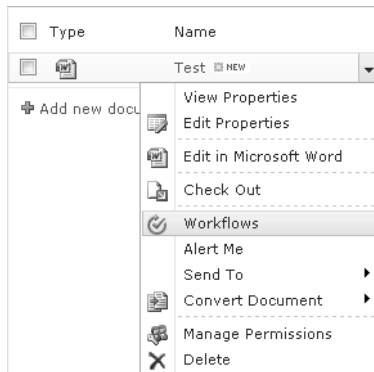 Type Name
Test NEW
Add new docu
View Properties
Edit Properties
Edit in Microsoft Word
Check Out
Workflows
Alert Me
Send To
Convert Document
Manage Permissions
Delete